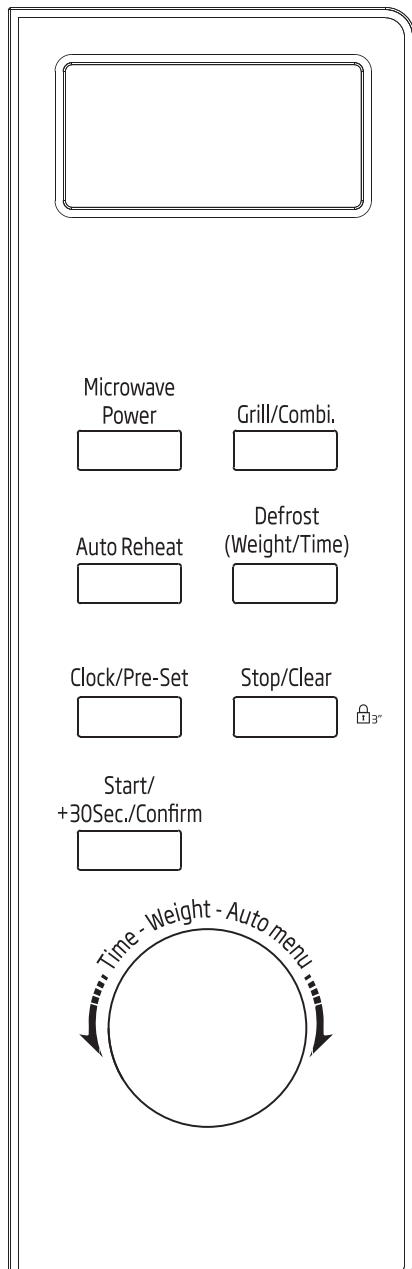 Microwave
Power
Grill/Combi.
Auto Reheat
Defrost
(Weight/Time)
Clock/Pre-Set
Stop/Clear
3"
Start/
+30Sec./Confirm
Time - Weight - Auto menu